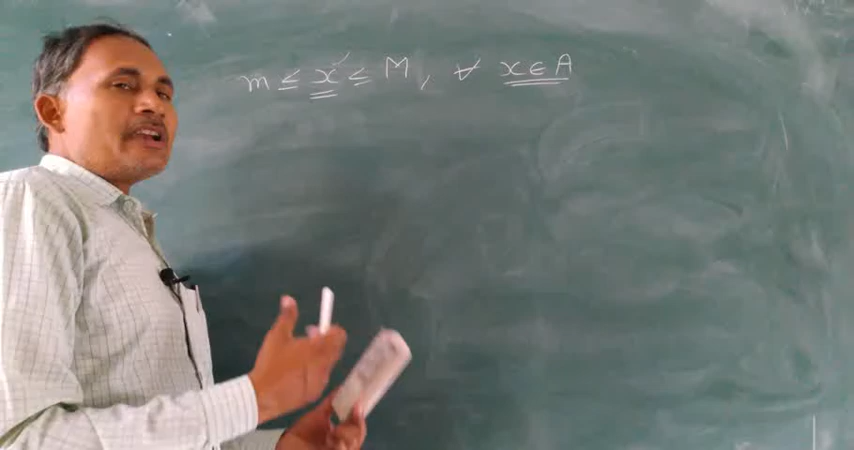 m ≤ x ≤ M, ∀ x ∈ A